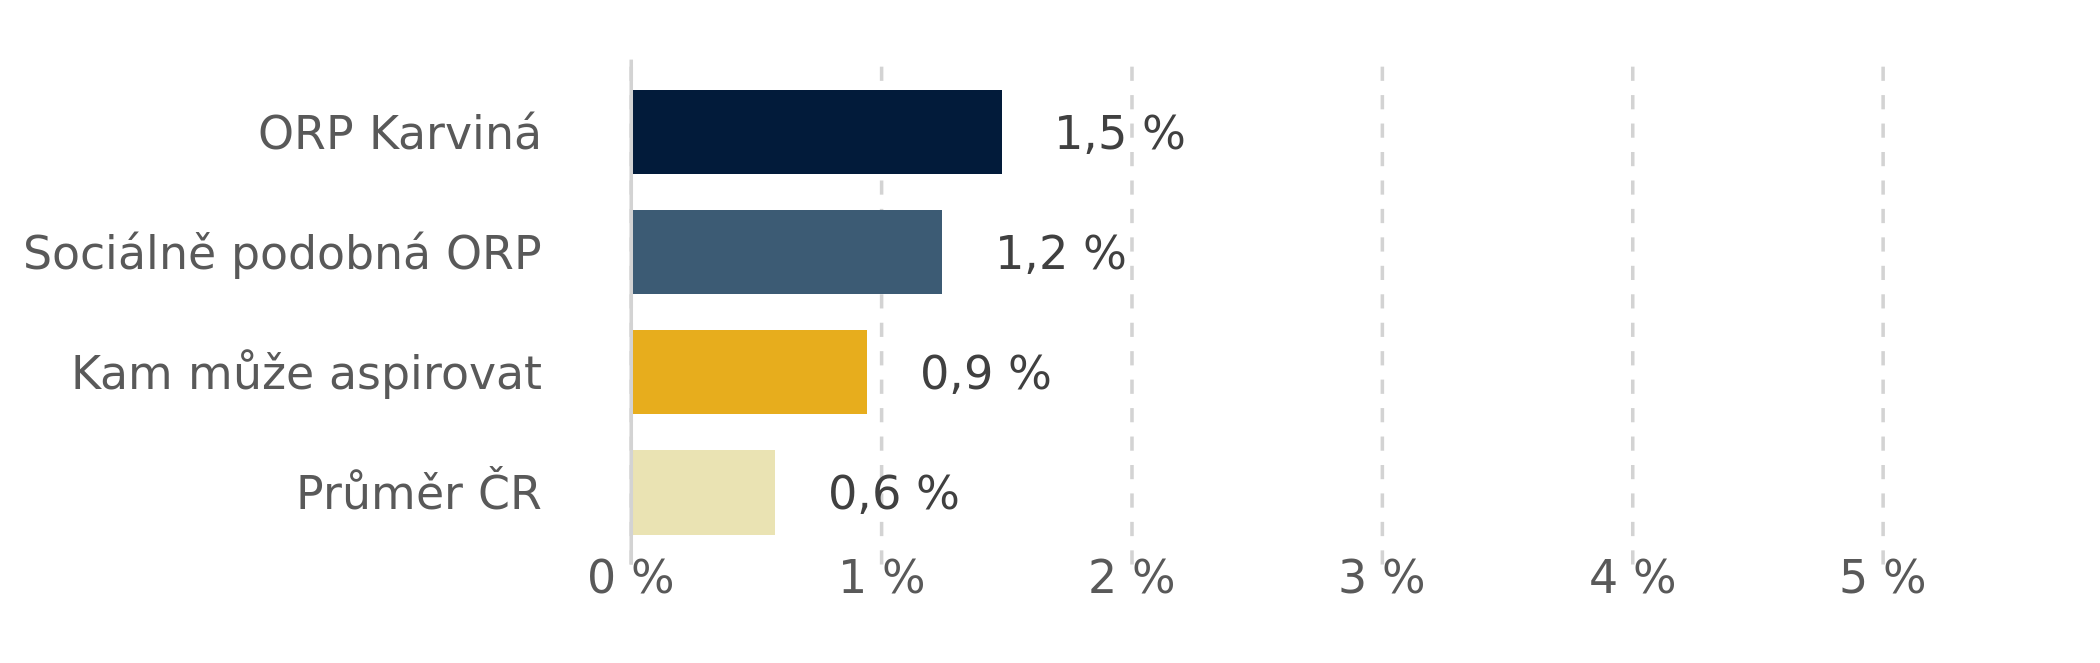 ORP Karviná 1,5 %
Sociálně podobná ORP 1,2 %
Kam může aspirovat 0,9 %
Průměr ČR 0,6 %
0 % 1 % 2 % 3 % 4 % 5 %